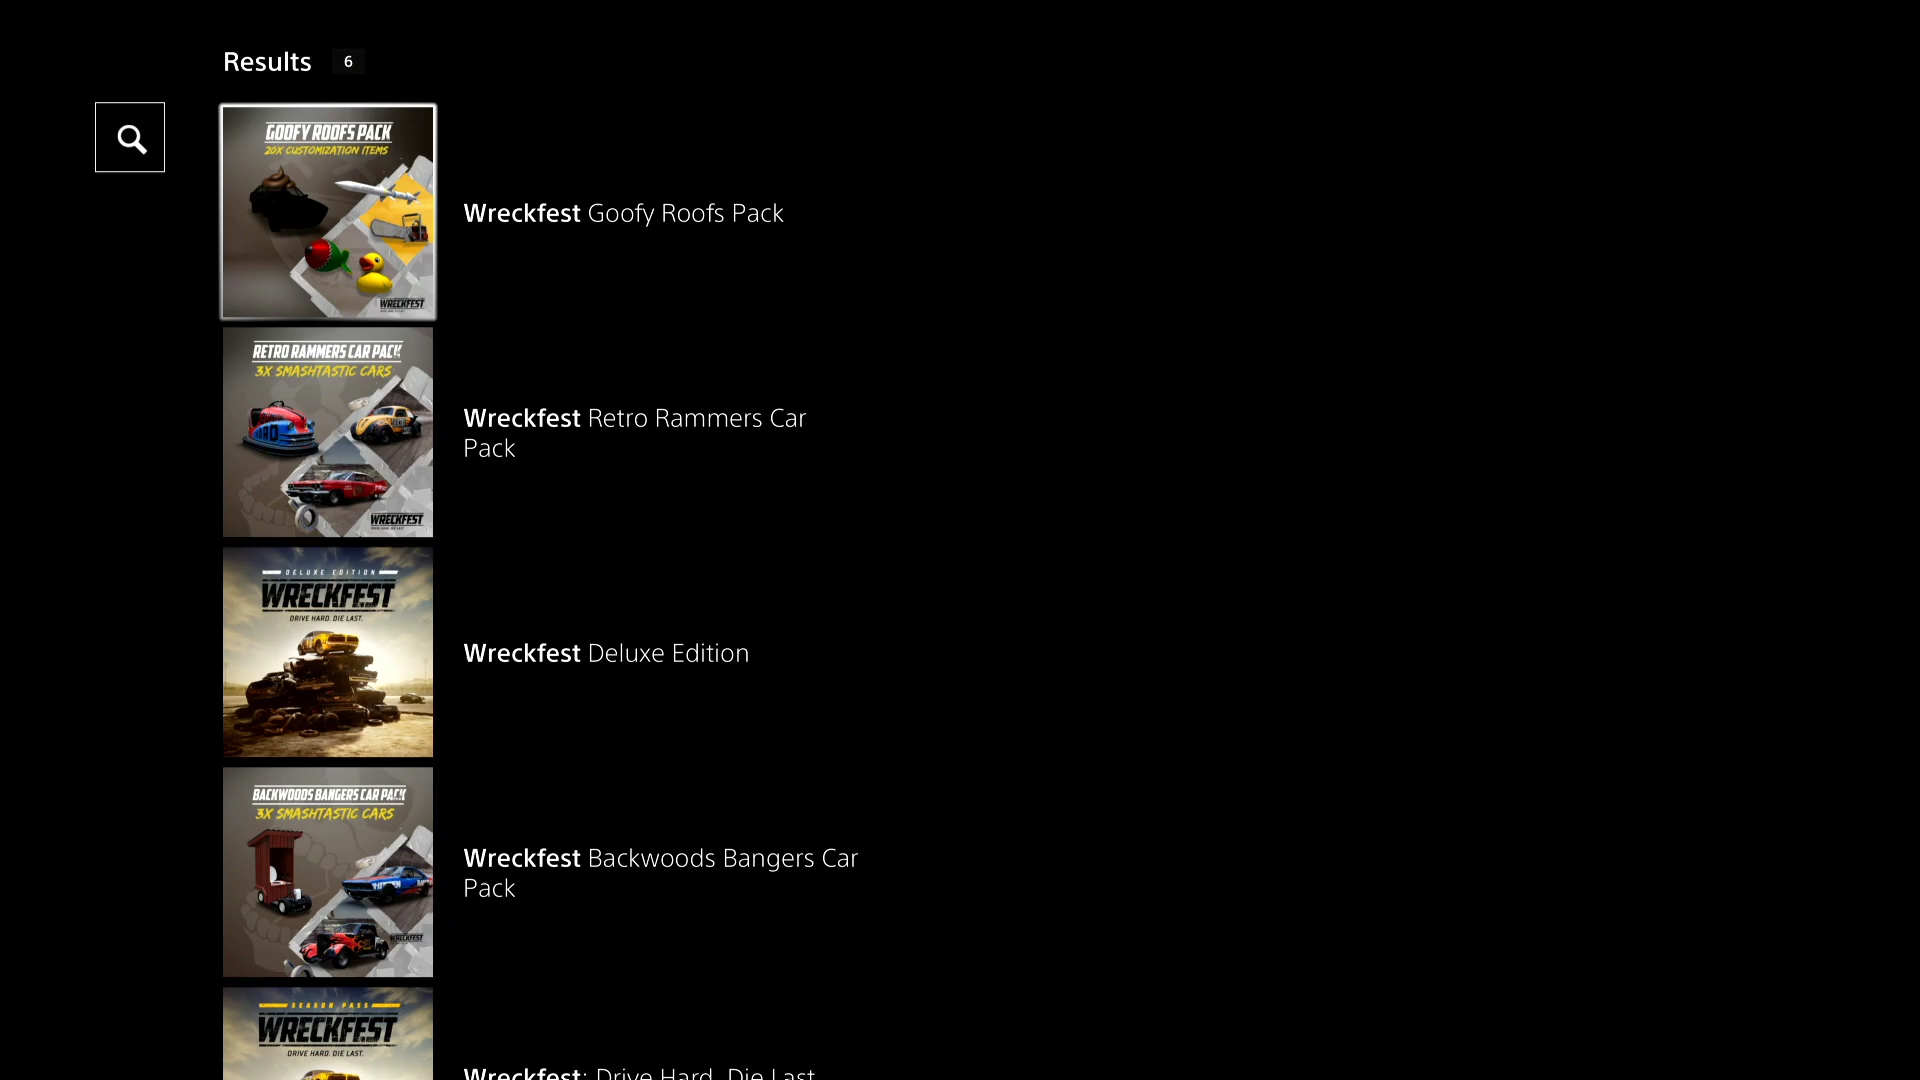 Results 6
GOOFY ROOFS PACK
20X CUSTOMIZATION ITEMS
WRECKFEST
Wreckfest Goofy Roofs Pack
RETRO RAMMERS CAR PACK
3X SMASHTASTIC CARS
WRECKFEST
Wreckfest Retro Rammers Car
Pack
DELUXE EDITION
WRECKFEST
DRIVE HARD. DIE LAST.
Wreckfest Deluxe Edition
BACKWOODS BANGERS CAR PACK
3X SMASHTASTIC CARS
WRECKFEST
Wreckfest Backwoods Bangers Car
Pack
SEASON PASS
WRECKFEST
DRIVE HARD. DIE LAST.
Wreckfest: Drive Hard. Die Last